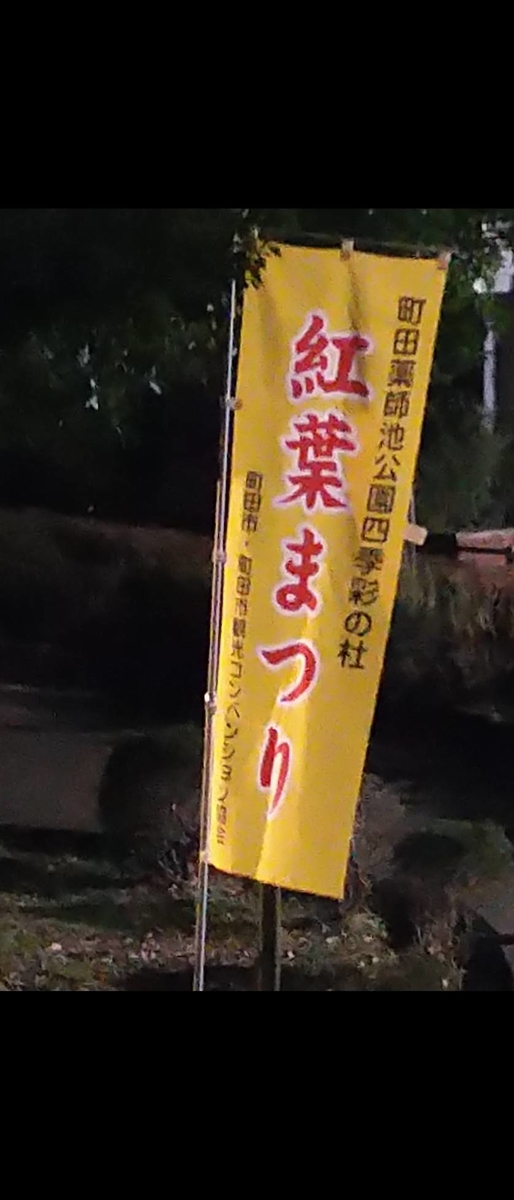 町田薬師池公園四季彩の杜
紅葉まつり
町田市・町田市観光コンベンション協会